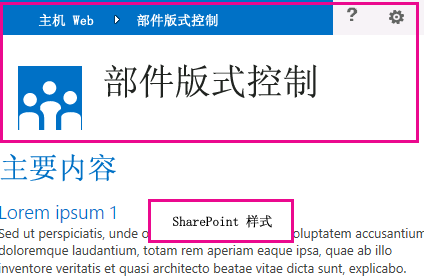 主机 Web 部件版式控制 ?
部件版式控制
主要内容
Lorem ipsum 1
SharePoint 样式
Sed ut perspiciatis, unde o voluptatem accusantium
doloremque laudantium, totam rem aperiam eaque ipsa, quae ab illo
inventore veritatis et quasi architecto beatae vitae dicta sunt, explicabo.